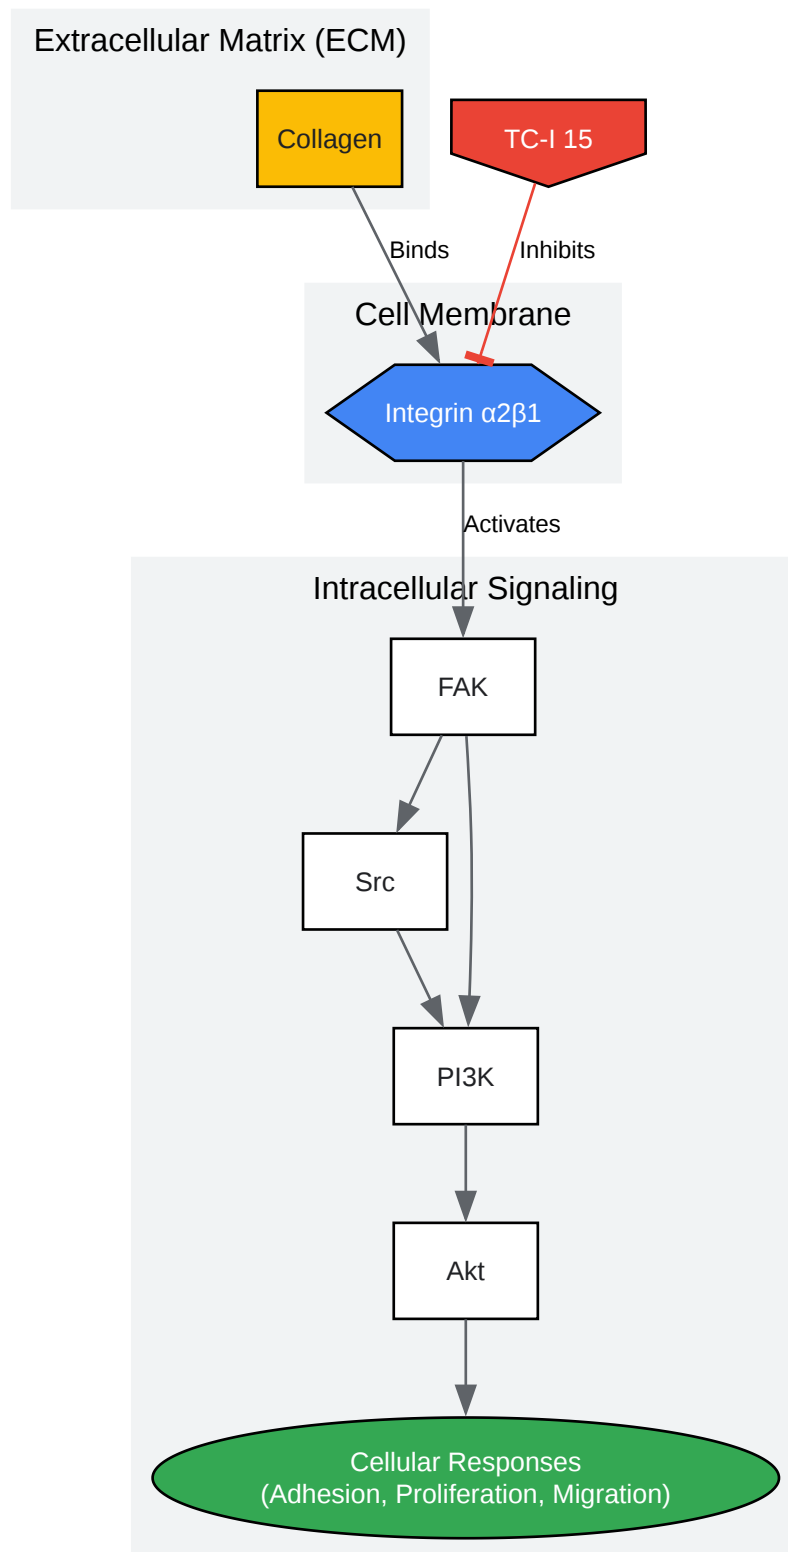 Extracellular Matrix (ECM)
Collagen
TC-I 15
Binds
Inhibits
Cell Membrane
Integrin α2β1
Activates
Intracellular Signaling
FAK
Src
PI3K
Akt
Cellular Responses
(Adhesion, Proliferation, Migration)